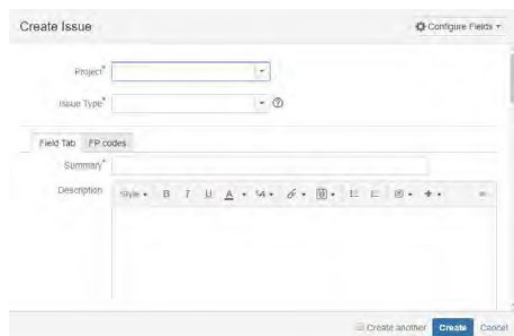 Create Issue
Configure Fields
Project*
Issue Type*
Field Tab FP codes
Summary*
Description
Style B I U A
Create another Create Cancel